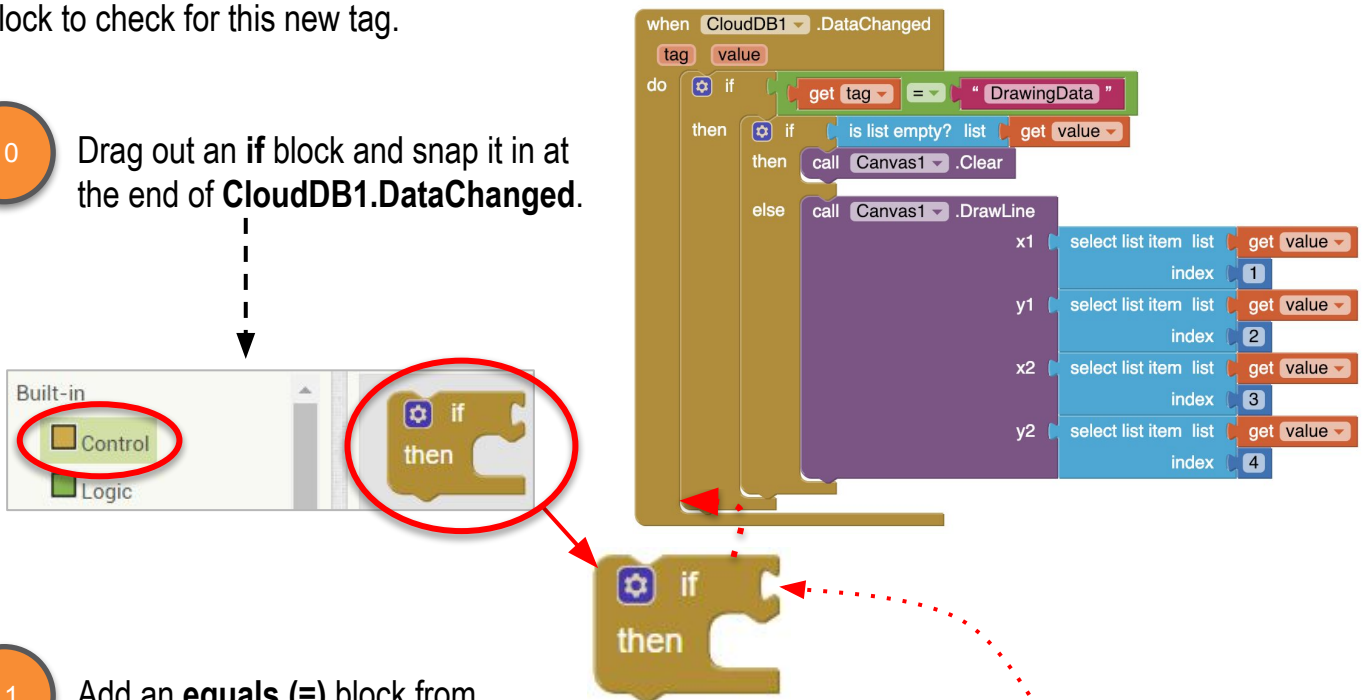 lock to check for this new tag.
0
Drag out an if block and snap it in at
the end of CloudDB1.DataChanged.
Built-in
Control
Logic
if
then
when CloudDB1 .DataChanged
tag value
do if get tag = " DrawingData "
then if is list empty? list get value
then call Canvas1 .Clear
else call Canvas1 .DrawLine
x1 select list item list get value
index 1
y1 select list item list get value
index 2
x2 select list item list get value
index 3
y2 select list item list get value
index 4
if
then
1
Add an equals (=) block from